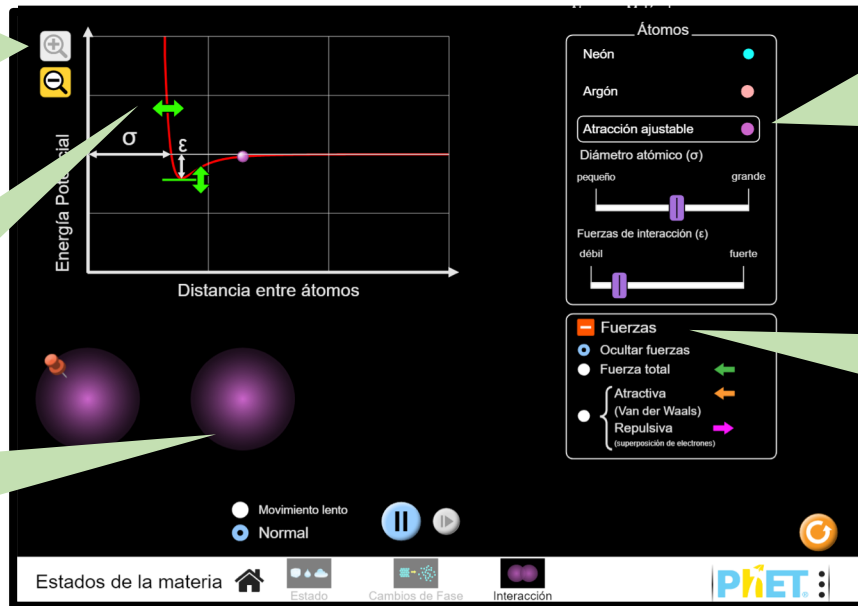 Átomos
Neón
Argón
Atracción ajustable
Diámetro atómico (σ)
pequeño grande
Fuerzas de interacción (ε)
débil fuerte
σ
ε
Energía Potencial
Distancia entre átomos
Fuerzas
Ocultar fuerzas
Fuerza total
Atractiva
(Van der Waals)
Repulsiva
(superposición de electrones)
Movimiento lento
Normal
Estados de la materia
Estado
Cambios de Fase
Interacción
PhET